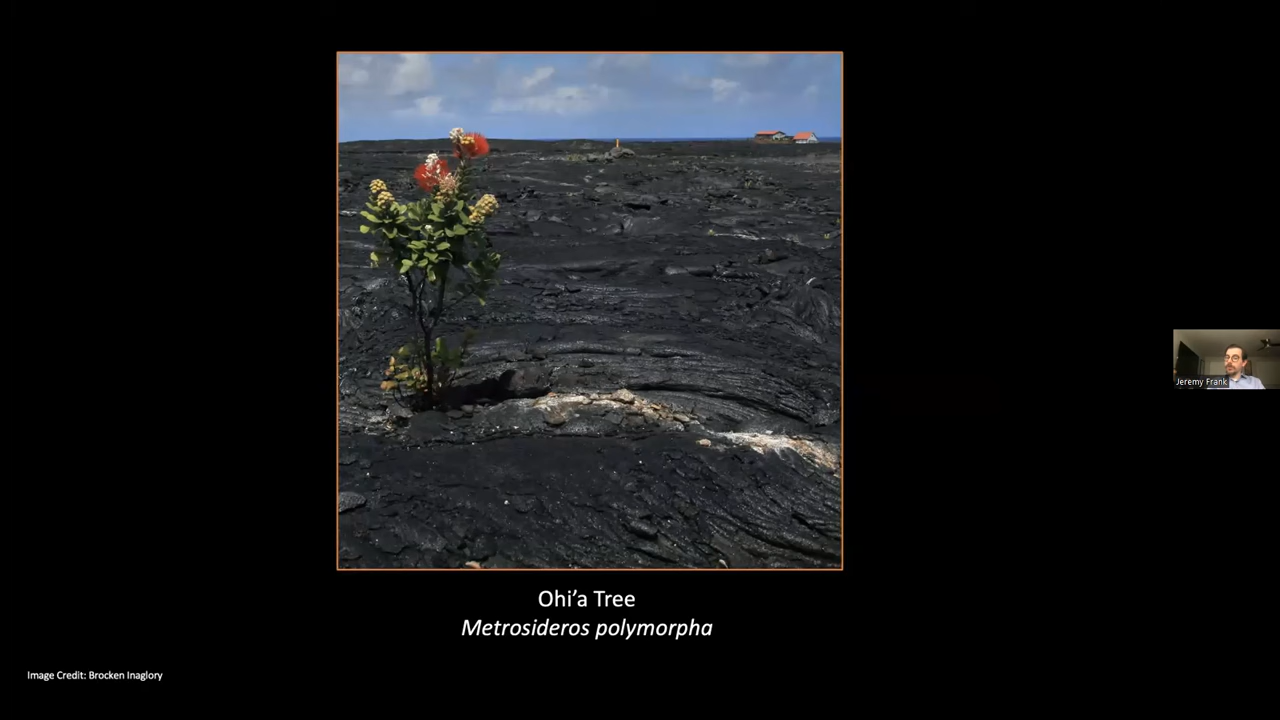 Ohi’a Tree
Metrosideros polymorpha
Image Credit: Brocken Inaglory
Jeremy Frank